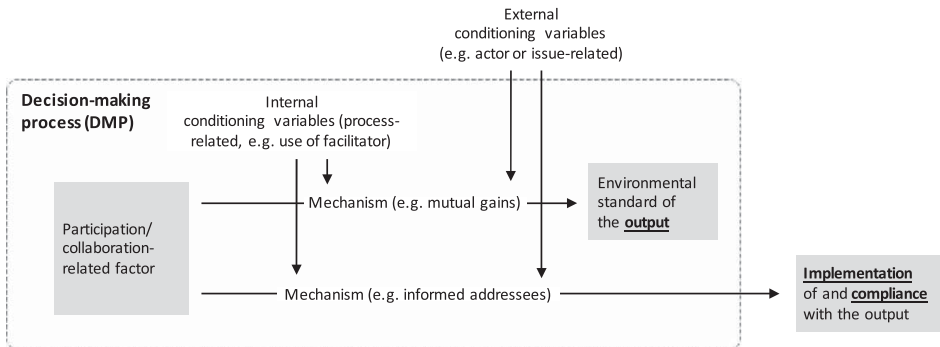 External
conditioning variables
(e.g. actor or issue-related)
Decision-making
process (DMP)
Internal
conditioning variables (process-
related, e.g. use of facilitator)
Participation/
collaboration-
related factor
Mechanism (e.g. mutual gains)
Environmental
standard of
the output
Mechanism (e.g. informed addressees)
Implementation
of and compliance
with the output